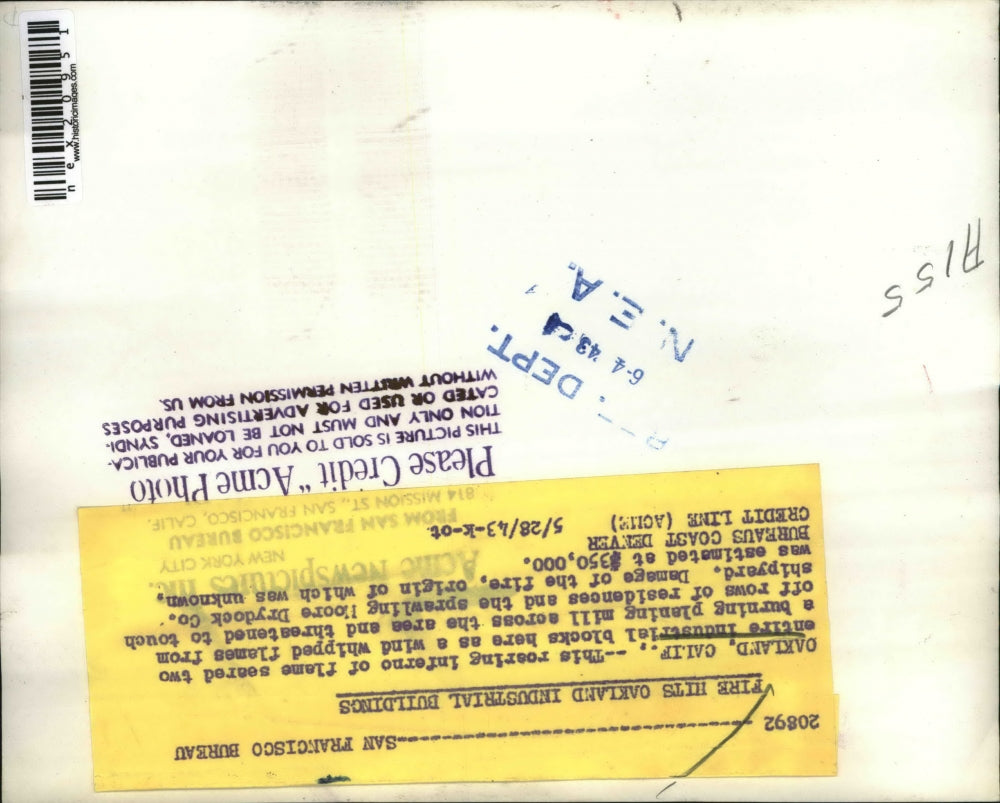 20892 -------------------------------SAN FRANCISCO BUREAU
FIRE HITS OAKLAND INDUSTRIAL BUILDINGS
OAKLAND, CALIF., --This roaring inferno of flame seared two
entire industrial blocks here as a wind whipped flames from
a burning planing mill across the area and threatened to touch
off rows of residences and the sprawling Moore Drydock Co.
shipyard. Damage of the fire, origin of which was unknown,
was estimated at $350,000.
BUREAUS COAST DENVER
CREDIT LINE (ACME) 5/28/43-k-ot
Acme Newspictures Inc.
NEW YORK CITY
FROM SAN FRANCISCO BUREAU
814 MISSION ST., SAN FRANCISCO, CALIF.
Please Credit "Acme Photo"
THIS PICTURE IS SOLD TO YOU FOR YOUR PUBLICA-
TION ONLY AND MUST NOT BE LOANED, SYNDI-
CATED OR USED FOR ADVERTISING PURPOSES
WITHOUT WRITTEN PERMISSION FROM US.
DEPT.
6-4 '43
N. E. A.
A155
nex20951
www.historicimages.com